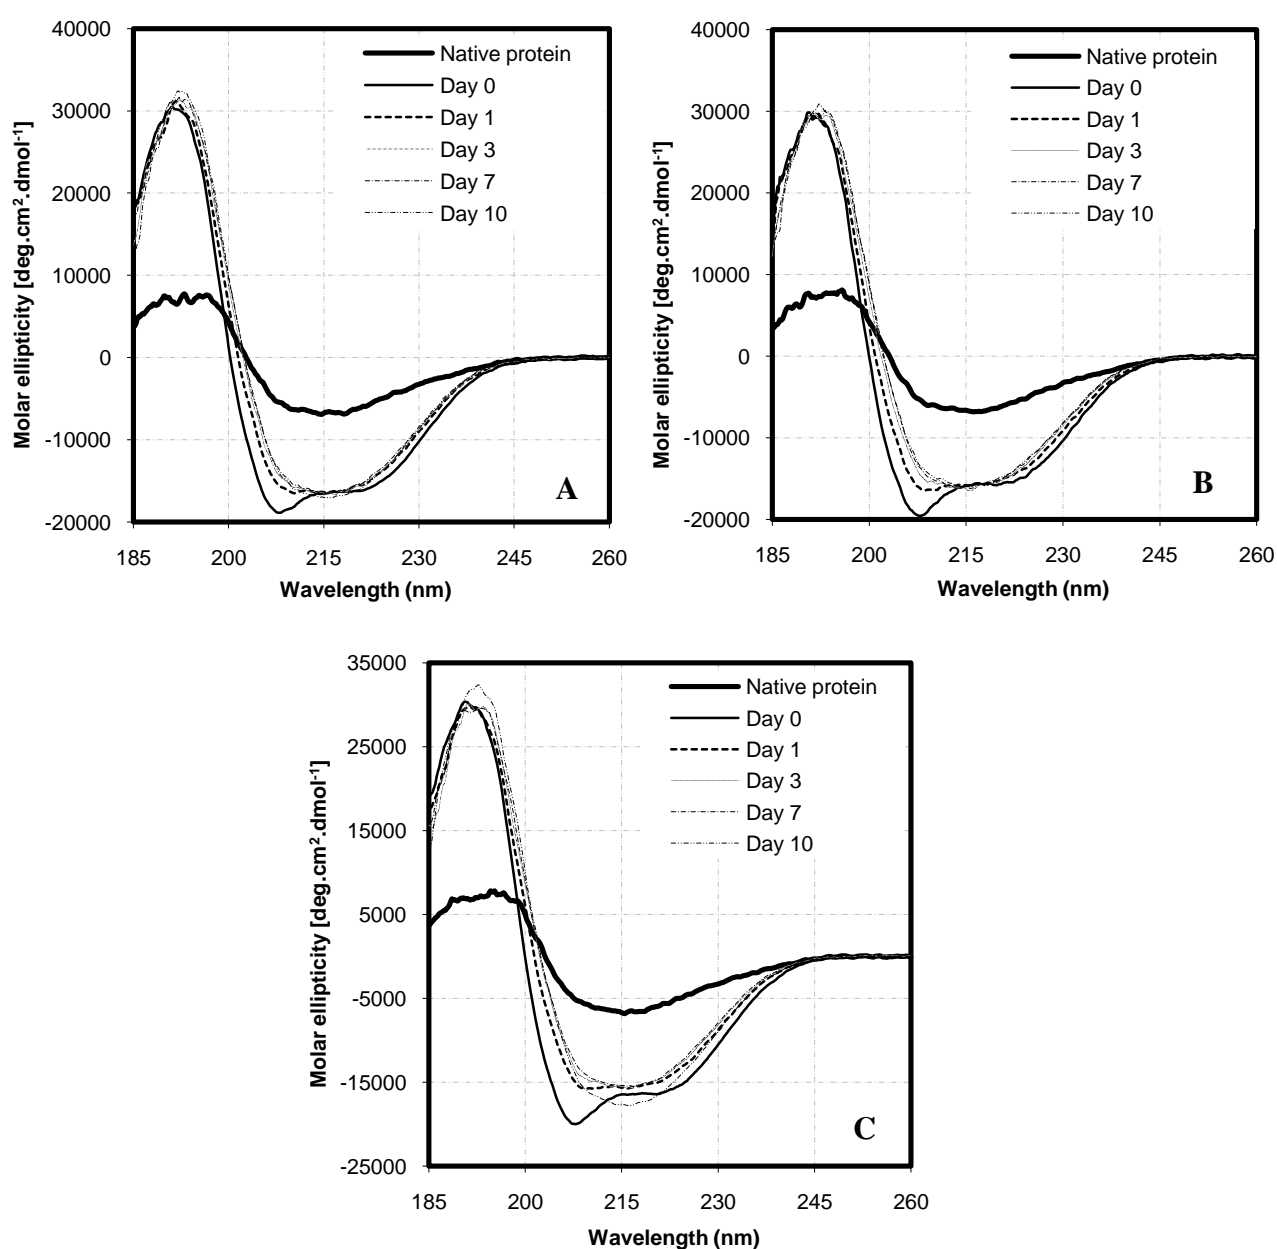 40000
30000
20000
10000
0
-10000
-20000
185 200 215 230 245 260
Molar ellipticity [deg.cm².dmol⁻¹]
Wavelength (nm)
Native protein
Day 0
Day 1
Day 3
Day 7
Day 10
A
40000
30000
20000
10000
0
-10000
-20000
185 200 215 230 245 260
Molar ellipticity [deg.cm².dmol⁻¹]
Wavelength (nm)
Native protein
Day 0
Day 1
Day 3
Day 7
Day 10
B
35000
25000
15000
5000
-5000
-15000
-25000
185 200 215 230 245 260
Molar ellipticity [deg.cm².dmol⁻¹]
Wavelength (nm)
Native protein
Day 0
Day 1
Day 3
Day 7
Day 10
C